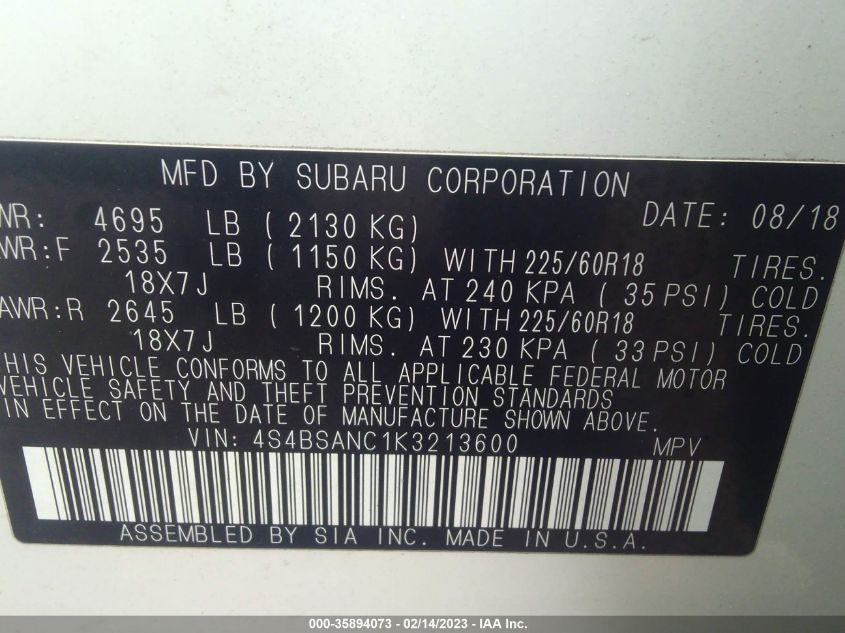 MFD BY SUBARU CORPORATION
WR: 4695 LB ( 2130 KG) DATE: 08/18
AWR:F 2535 LB ( 1150 KG) WITH 225/60R18 TIRES.
18X7J RIMS. AT 240 KPA ( 35 PSI) COLD
AWR:R 2645 LB ( 1200 KG) WITH 225/60R18 TIRES.
18X7J RIMS. AT 230 KPA ( 33 PSI) COLD
THIS VEHICLE CONFORMS TO ALL APPLICABLE FEDERAL MOTOR
VEHICLE SAFETY AND THEFT PREVENTION STANDARDS
IN EFFECT ON THE DATE OF MANUFACTURE SHOWN ABOVE.
VIN: 4S4BSANC1K3213600 MPV
ASSEMBLED BY SIA INC. MADE IN U.S.A.
000-35894073 - 02/14/2023 - IAA Inc.